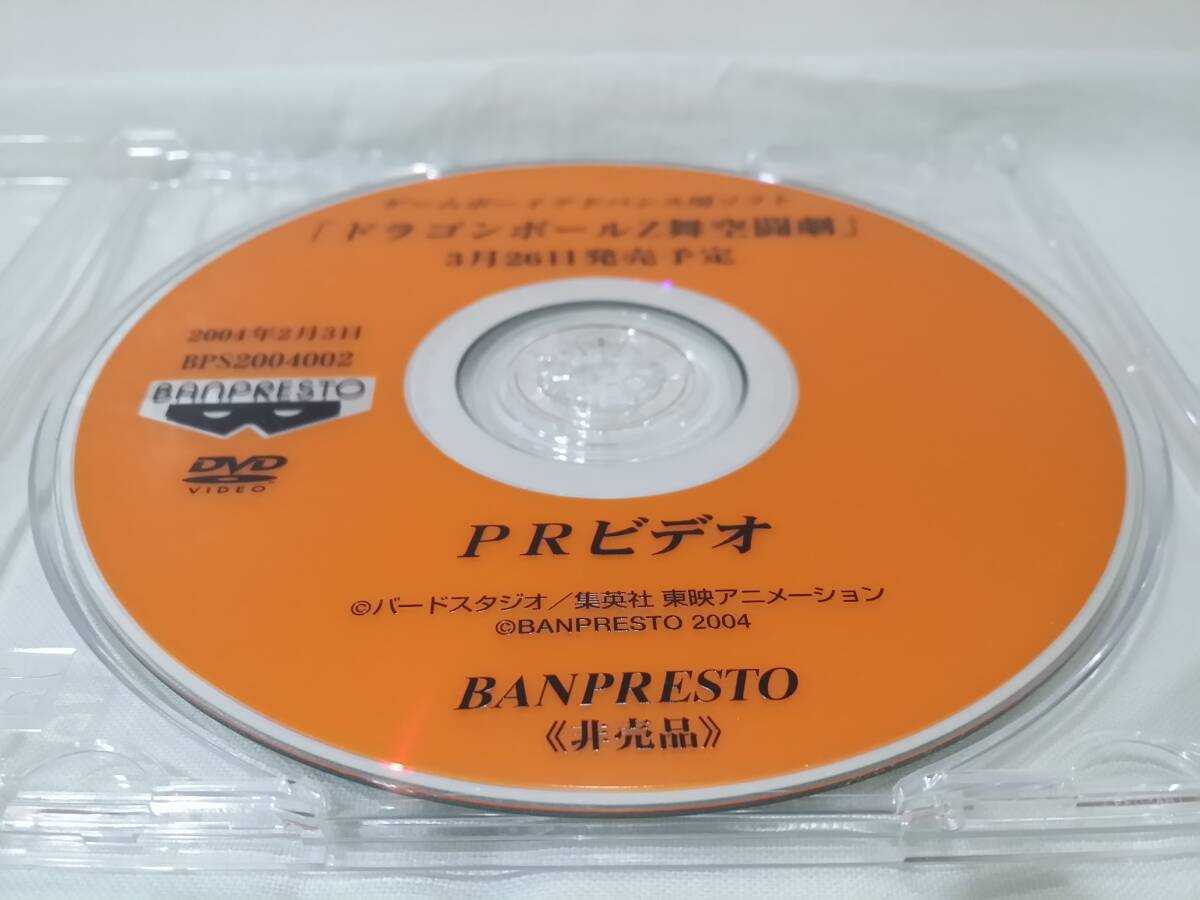 ゲームボーイアドバンス用ソフト
「ドラゴンボールZ舞空闘劇」
3月26日発売予定
2004年2月3日
BPS2004002
BANPRESTO
DVD
VIDEO
PRビデオ
©バードスタジオ／集英社 東映アニメーション
©BANPRESTO 2004
BANPRESTO
《非売品》